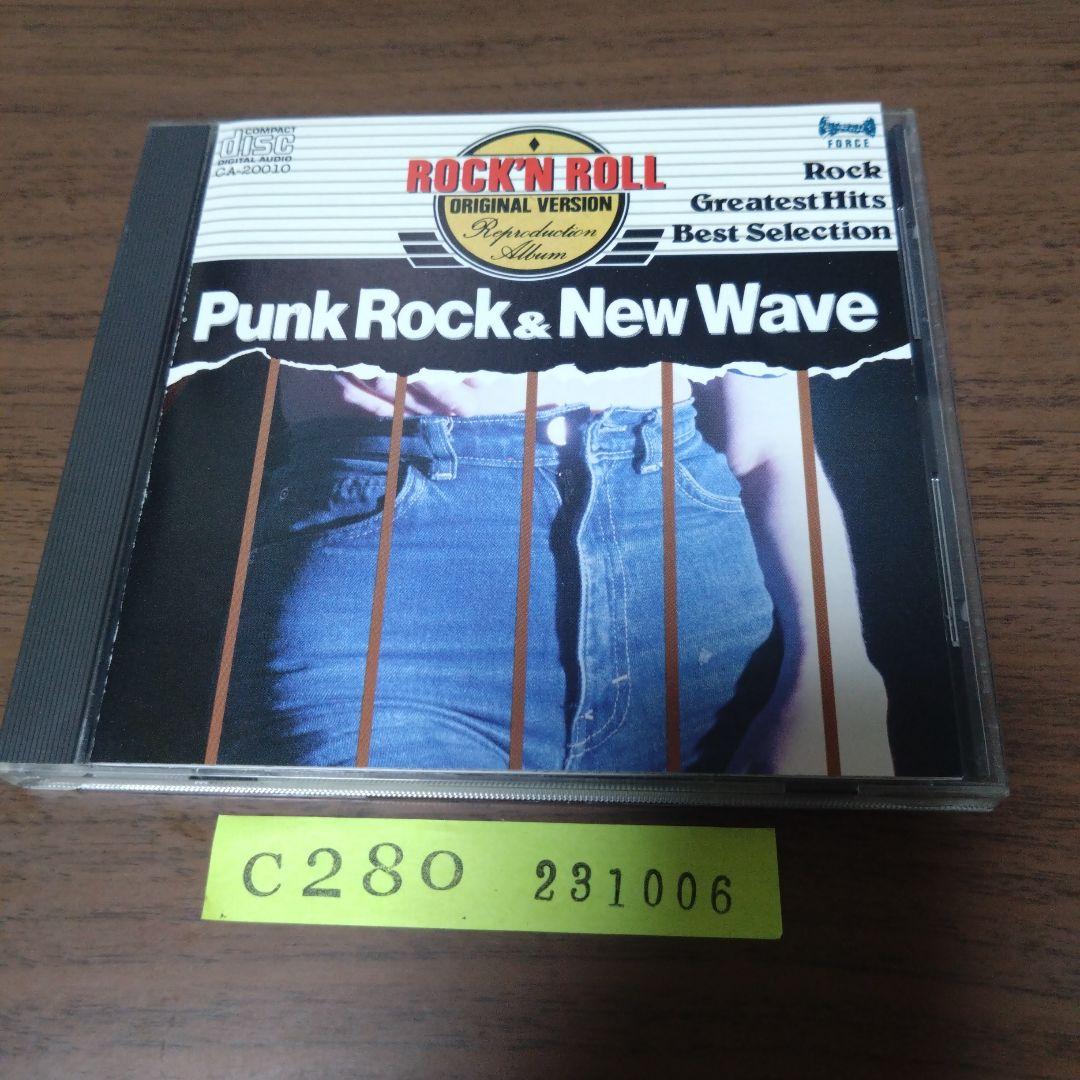 COMPACT
disc
DIGITAL AUDIO
CA-20010
ROCK'N ROLL
ORIGINAL VERSION
Reproduction
Album
FORCE
Rock
Greatest Hits
Best Selection
Punk Rock & New Wave
C280 231006